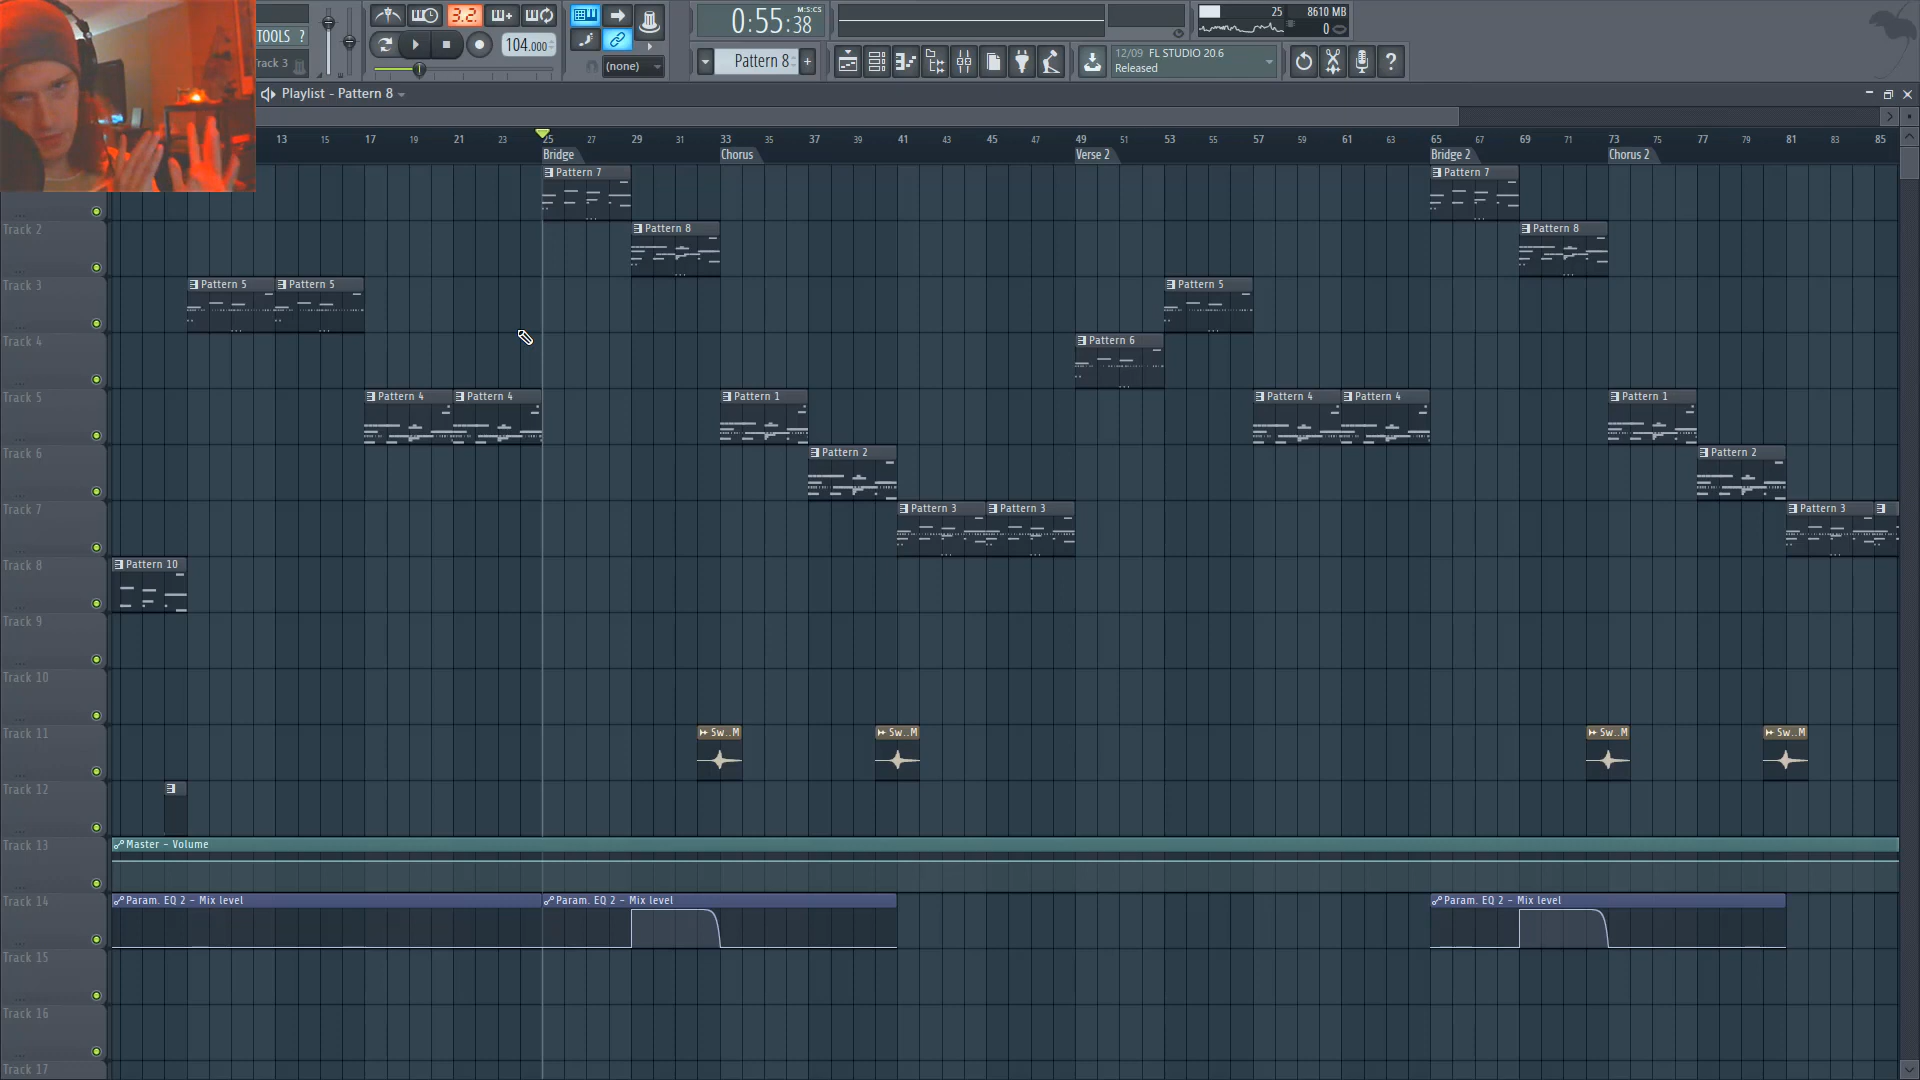 TOOLS ?
Track 3
3.2
104.000
(none)
0:55:38
M:S:CS
Pattern 8
+
25
8610 MB
0
12/09 FL STUDIO 20.6
Released
?
Playlist - Pattern 8
13 15 17 19 21 23 25 27 29 31 33 35 37 39 41 43 45 47 49 51 53 55 57 59 61 63 65 67 69 71 73 75 77 79 81 83 85
Bridge Chorus Verse 2 Bridge 2 Chorus 2
Pattern 7 Pattern 7
Track 2 Pattern 8 Pattern 8
Track 3 Pattern 5 Pattern 5 Pattern 5
Track 4 Pattern 6
Track 5 Pattern 4 Pattern 4 Pattern 1 Pattern 4 Pattern 4 Pattern 1
Track 6 Pattern 2 Pattern 2
Track 7 Pattern 3 Pattern 3 Pattern 3
Track 8 Pattern 10
Track 9
Track 10
Track 11 Sw..M Sw..M Sw..M Sw..M
Track 12
Track 13 Master - Volume
Track 14 Param. EQ 2 - Mix level Param. EQ 2 - Mix level Param. EQ 2 - Mix level
Track 15
Track 16
Track 17